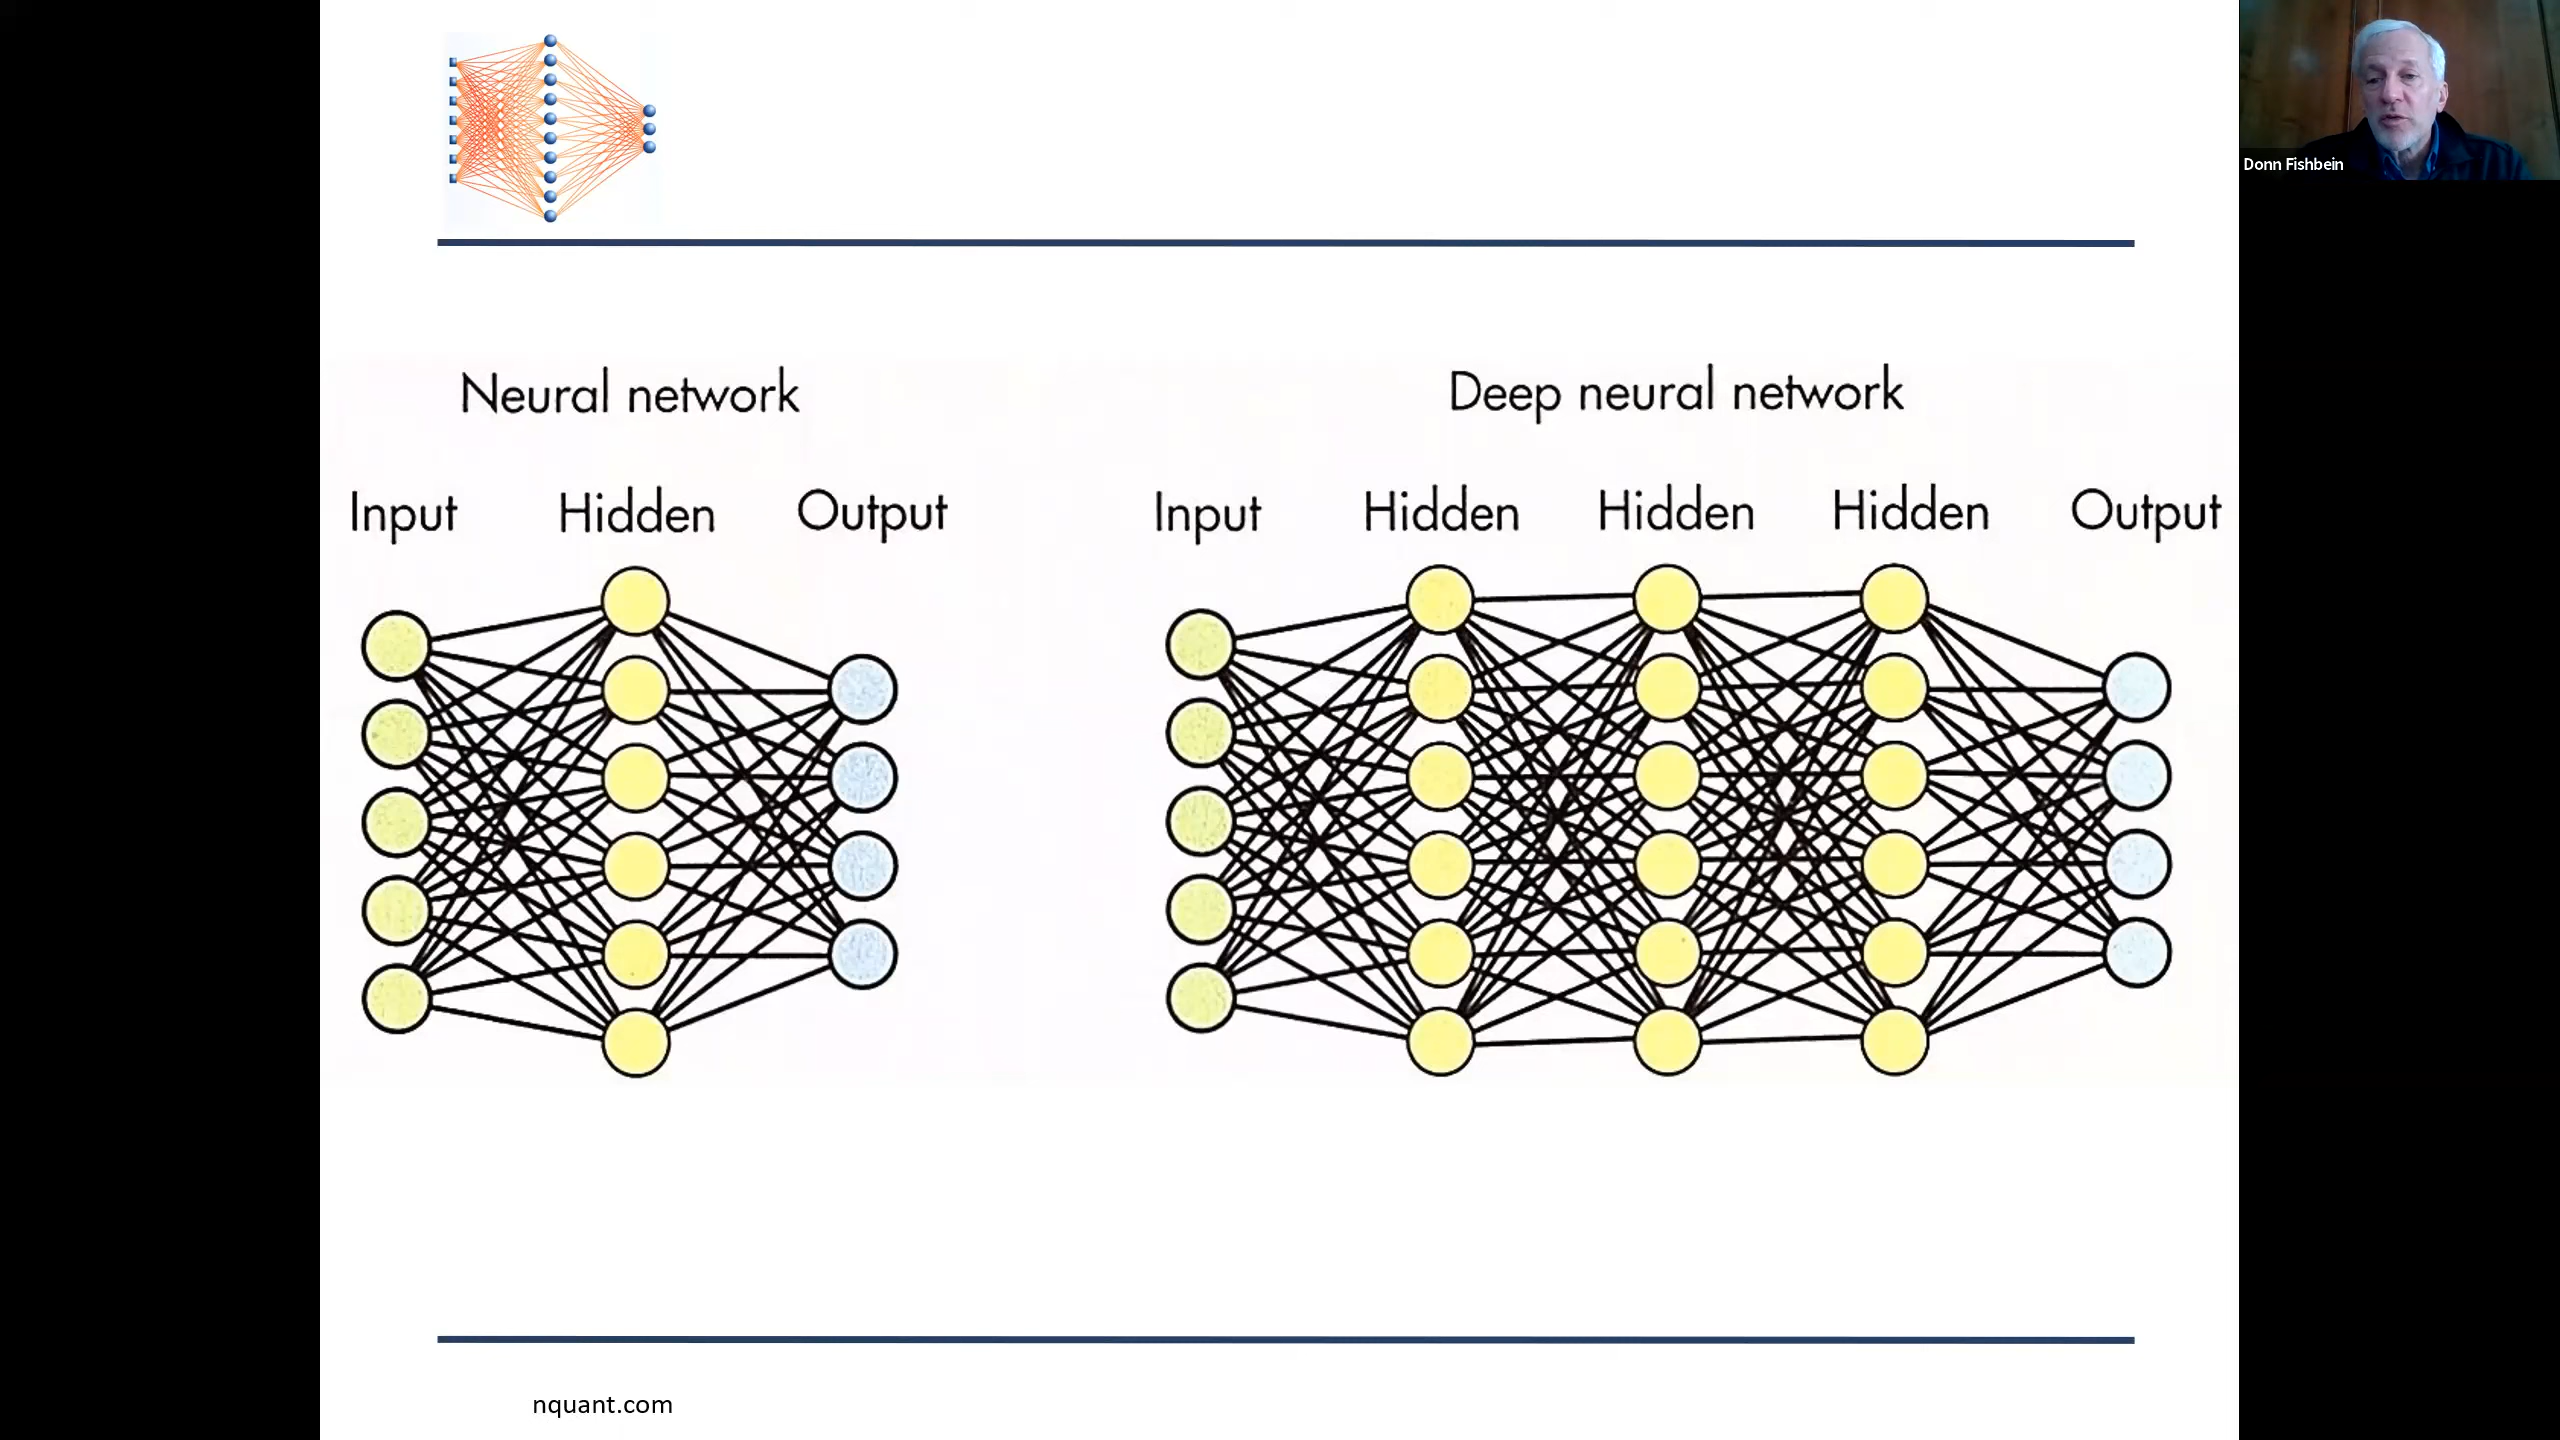 Donn Fishbein
Neural network
Deep neural network
Input Hidden Output
Input Hidden Hidden Hidden Output
nquant.com